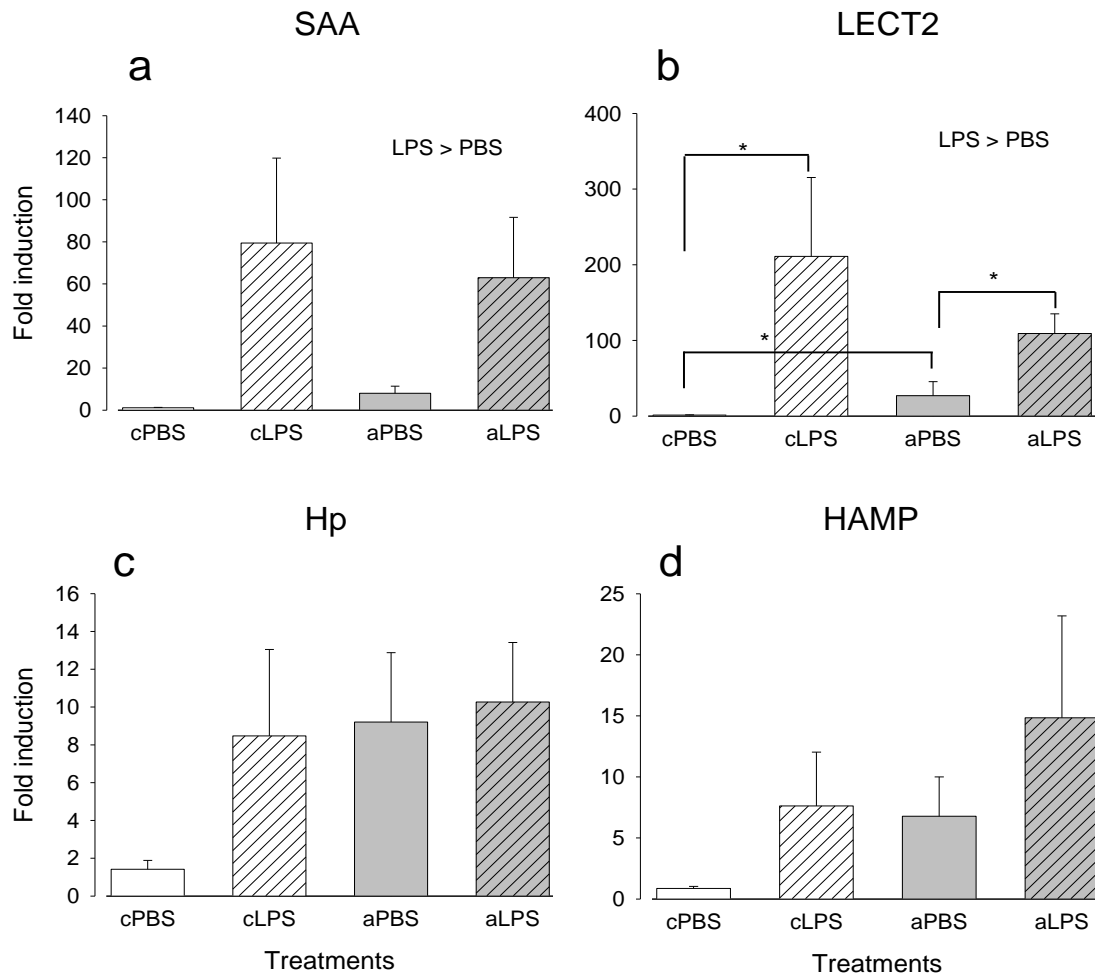 SAA
LECT2
a
b
140
120
100
80
60
40
20
0
Fold induction
LPS > PBS
cPBS
cLPS
aPBS
aLPS
400
300
200
100
0
LPS > PBS
*
*
*
cPBS
cLPS
aPBS
aLPS
Hp
HAMP
c
d
16
14
12
10
8
6
4
2
0
Fold induction
cPBS
cLPS
aPBS
aLPS
Treatments
25
20
15
10
5
0
cPBS
cLPS
aPBS
aLPS
Treatments